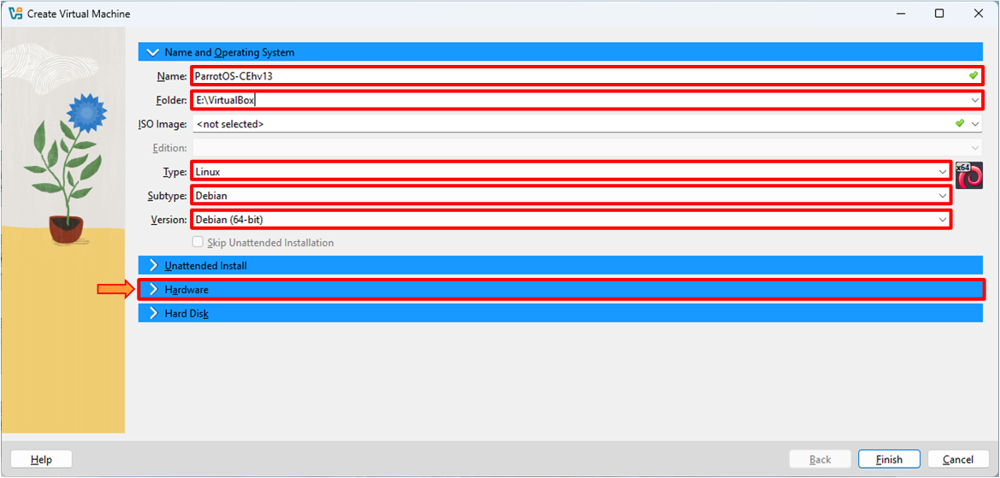 Create Virtual Machine
Name and Operating System
Name: ParrotOS-CEhv13
Folder: E:\VirtualBox
ISO Image: <not selected>
Edition:
Type: Linux
x64
Subtype: Debian
Version: Debian (64-bit)
Skip Unattended Installation
Unattended Install
Hardware
Hard Disk
Help Back Finish Cancel